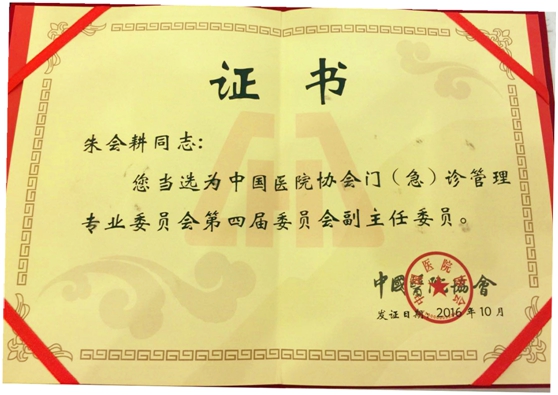 证书
朱会耕同志：
您当选为中国医院协会门（急）诊管理
专业委员会第四届委员会副主任委员。
中國醫院協會
发证日期：2016年10月